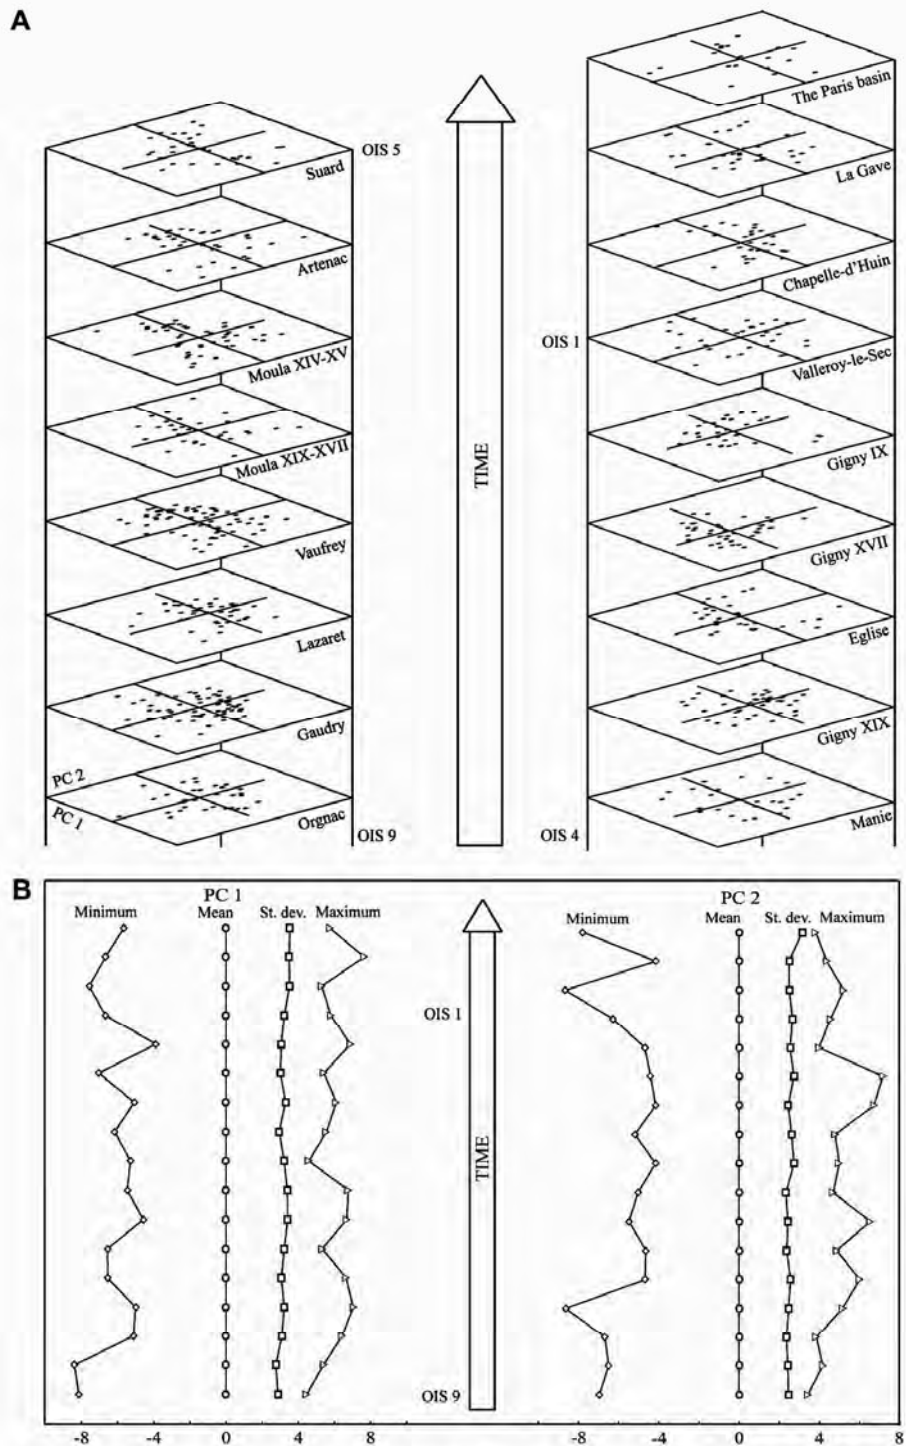 A
The Paris basin
OIS 5
Suard
La Gave
Artenac
Chapelle-d'Huin
Moula XIV-XV
OIS 1
Valleroy-le-Sec
Moula XIX-XVII
Gigny IX
TIME
Vaufrey
Gigny XVII
Lazaret
Eglise
Gaudry
Gigny XIX
PC 2
PC 1
Orgnac
OIS 9
OIS 4
Manie
B
PC 1
PC 2
Minimum
Mean
St. dev.
Maximum
Minimum
Mean
St. dev.
Maximum
OIS 1
TIME
OIS 9
-8 -4 0 4 8 -8 -4 0 4 8